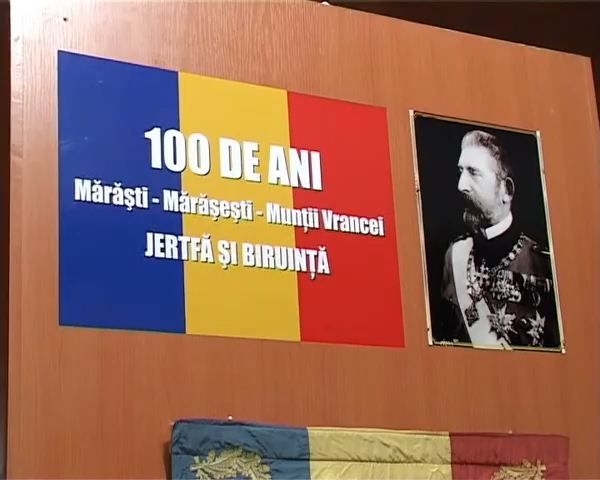 100 DE ANI
Mărăști - Mărășești - Munții Vrancei
JERTFĂ ȘI BIRUINȚĂ